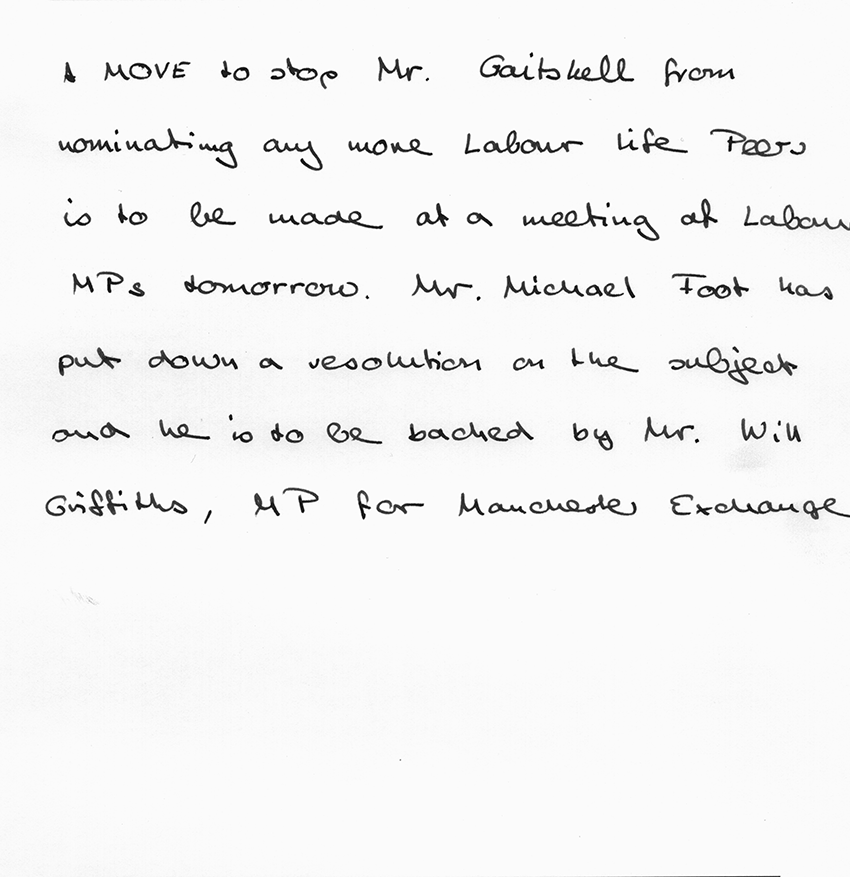 A MOVE to stop Mr. Gaitskell from
nominating any more Labour life Peers
is to be made at a meeting of Labour
MPs tomorrow. Mr. Michael Foot has
put down a resolution on the subject
and he is to be backed by Mr. Will
Griffiths, MP for Manchester Exchange